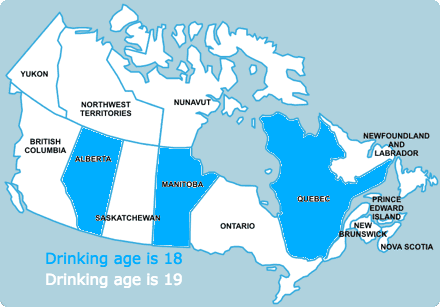 YUKON
NORTHWEST
TERRITORIES
NUNAVUT
BRITISH
COLUMBIA
ALBERTA
SASKATCHEWAN
MANITOBA
ONTARIO
QUEBEC
NEWFOUNDLAND
AND
LABRADOR
PRINCE
EDWARD
ISLAND
NEW
BRUNSWICK
NOVA SCOTIA
Drinking age is 18
Drinking age is 19